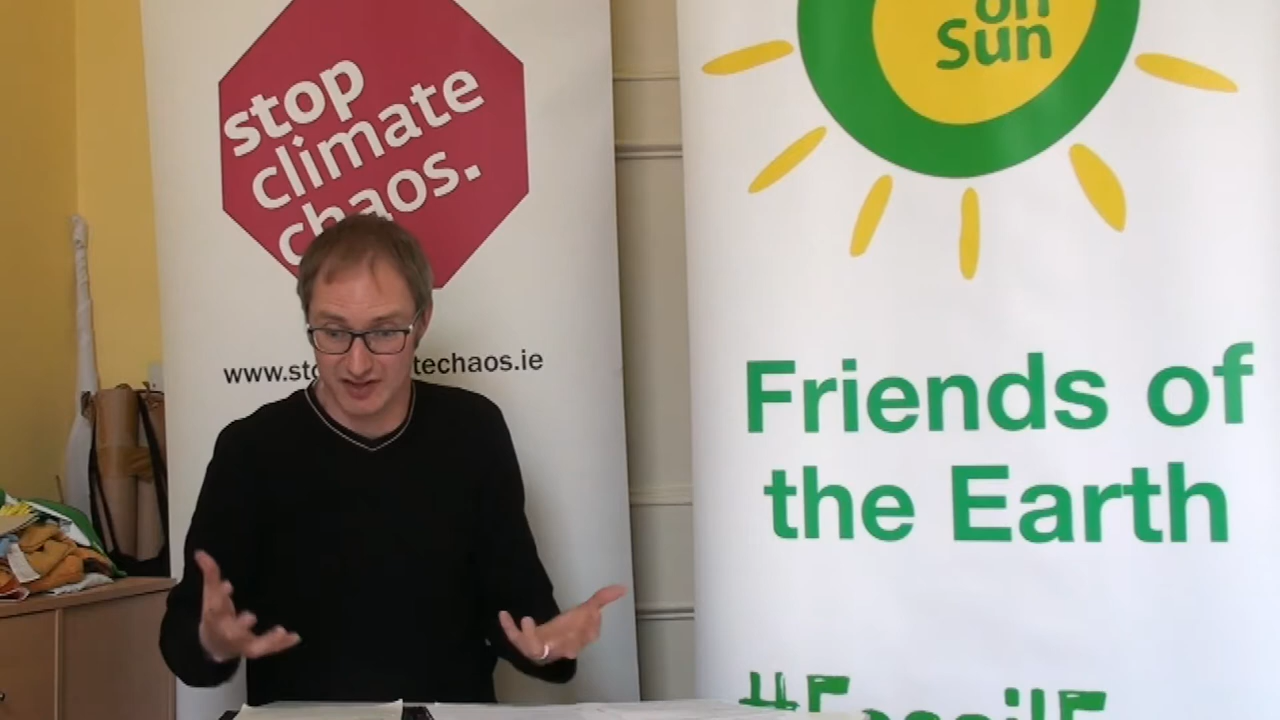 stop
climate
chaos.
www.sto techaos.ie
on
Sun
Friends of
the Earth